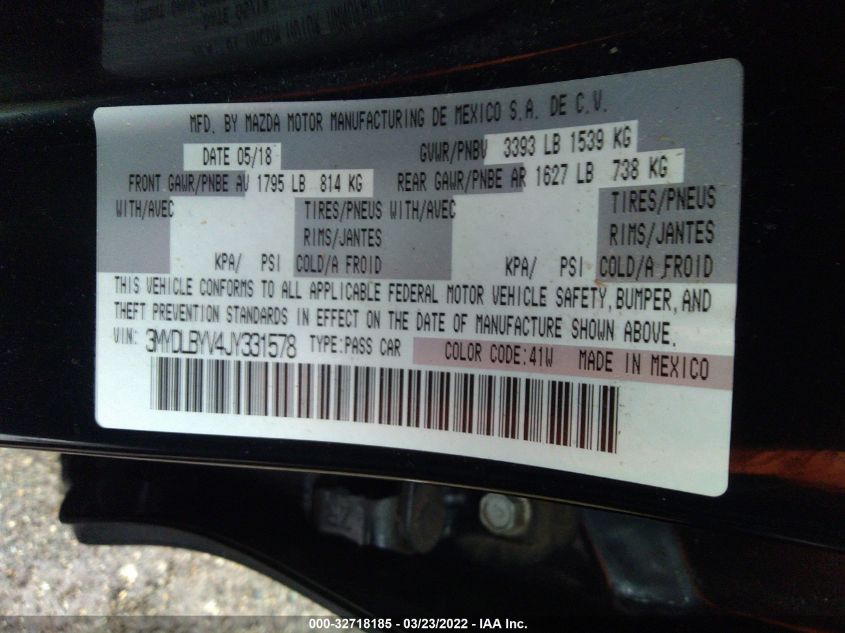 MFD. BY MAZDA MOTOR MANUFACTURING DE MEXICO S.A. DE C.V.
DATE 05/18 GVWR/PNBV 3393 LB 1539 KG
FRONT GAWR/PNBE AV 1795 LB 814 KG REAR GAWR/PNBE AR 1627 LB 738 KG
WITH/AVEC TIRES/PNEUS WITH/AVEC TIRES/PNEUS
RIMS/JANTES RIMS/JANTES
KPA/ PSI COLD/A FROID KPA/ PSI COLD/A FROID
THIS VEHICLE CONFORMS TO ALL APPLICABLE FEDERAL MOTOR VEHICLE SAFETY, BUMPER, AND
THEFT PREVENTION STANDARDS IN EFFECT ON THE DATE OF MANUFACTURE SHOWN ABOVE.
VIN: 3MYDLBYV4JY331578 TYPE:PASS CAR COLOR CODE:41W MADE IN MEXICO
000-32718185 - 03/23/2022 - IAA Inc.